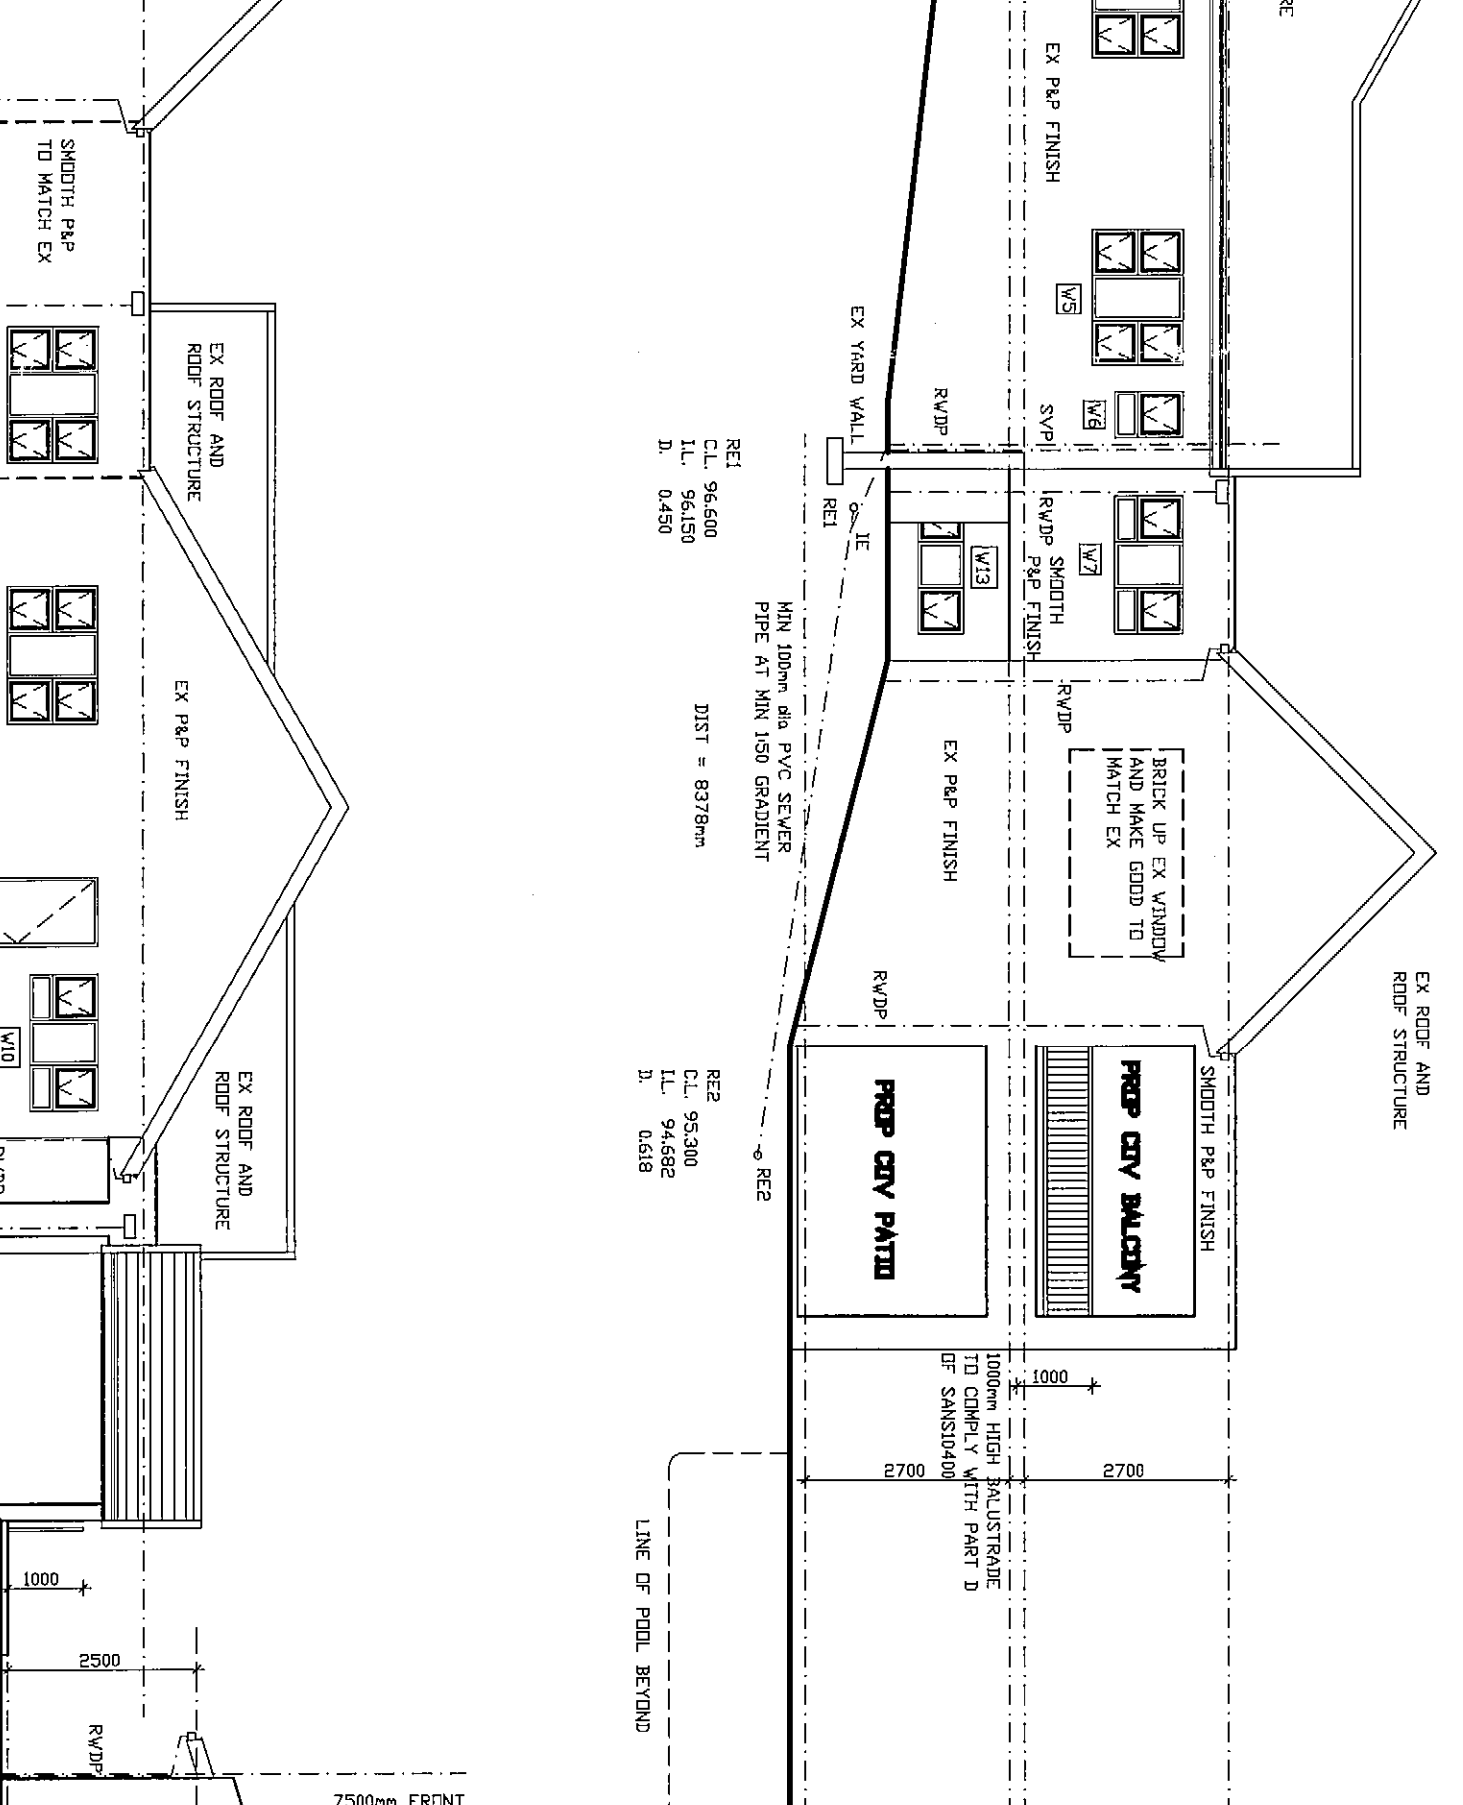 EX ROOF AND
ROOF STRUCTURE
RE
EX P&P FINISH
W5
W6
SVP
RWDP
EX YARD WALL
W7
RWDP
SMOOTH
P&P FINISH
W13
RE1
IE
RWDP
BRICK UP EX WINDOW
AND MAKE GOOD TO
MATCH EX
EX P&P FINISH
RWDP
SMOOTH P&P FINISH
PROP COV BALCONY
PROP COV PATIO
1000
1000mm HIGH BALUSTRADE
TO COMPLY WITH PART D
OF SANS10400
2700
2700
RE1
C.L. 96.600
I.L. 96.150
D. 0.450
MIN 100mm dia PVC SEWER
PIPE AT MIN 1:50 GRADIENT
DIST = 8378mm
RE2
RE2
C.L. 95.300
I.L. 94.682
D. 0.618
LINE OF POOL BEYOND
SMOOTH P&P
TO MATCH EX
EX ROOF AND
ROOF STRUCTURE
EX P&P FINISH
EX ROOF AND
ROOF STRUCTURE
W10
1000
2500
RWDP
7500mm FRONT